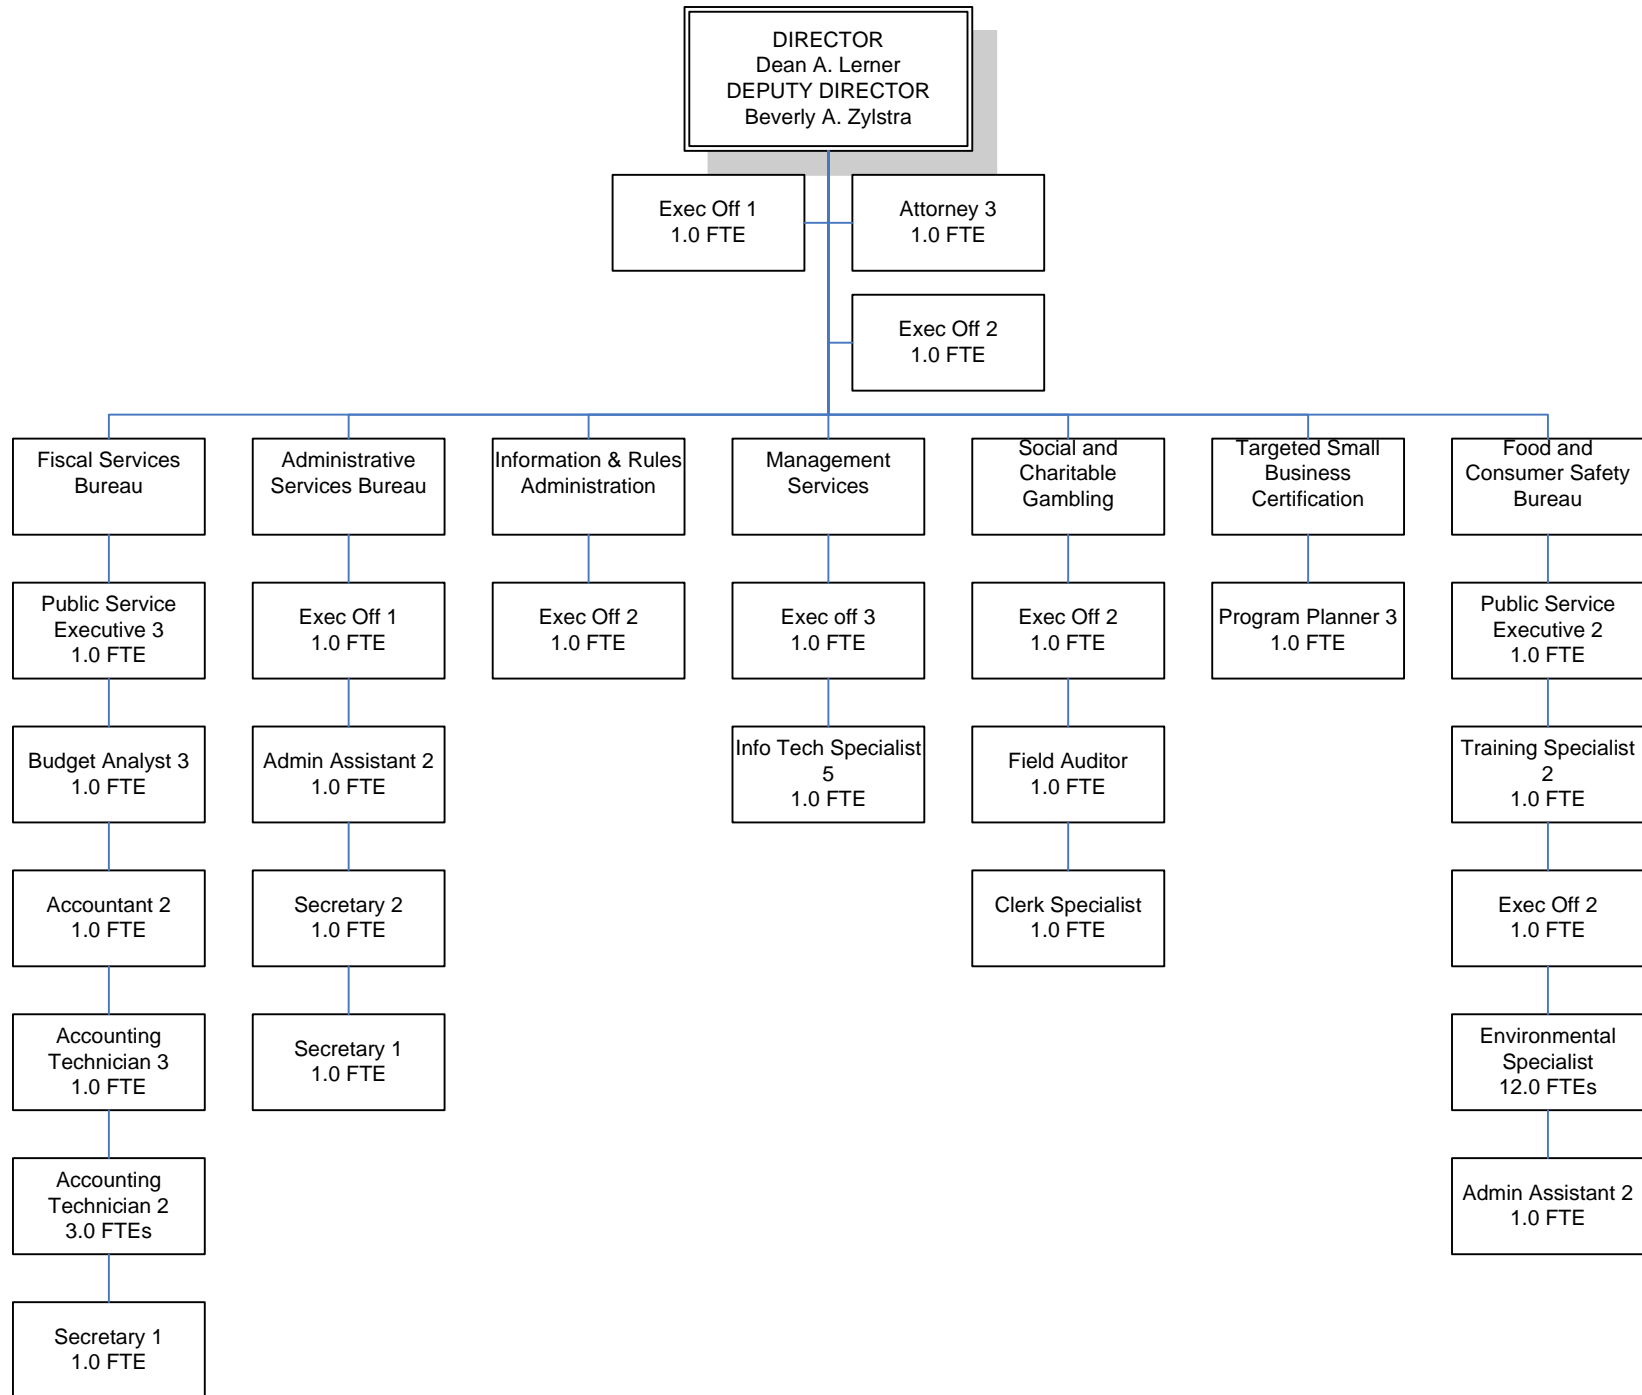 DIRECTOR
Dean A. Lerner
DEPUTY DIRECTOR
Beverly A. Zylstra
Exec Off 1
1.0 FTE
Attorney 3
1.0 FTE
Exec Off 2
1.0 FTE
Fiscal Services
Bureau
Administrative
Services Bureau
Information & Rules
Administration
Management
Services
Social and
Charitable
Gambling
Targeted Small
Business
Certification
Food and
Consumer Safety
Bureau
Public Service
Executive 3
1.0 FTE
Exec Off 1
1.0 FTE
Exec Off 2
1.0 FTE
Exec off 3
1.0 FTE
Exec Off 2
1.0 FTE
Program Planner 3
1.0 FTE
Public Service
Executive 2
1.0 FTE
Budget Analyst 3
1.0 FTE
Admin Assistant 2
1.0 FTE
Info Tech Specialist
5
1.0 FTE
Field Auditor
1.0 FTE
Training Specialist
2
1.0 FTE
Accountant 2
1.0 FTE
Secretary 2
1.0 FTE
Clerk Specialist
1.0 FTE
Exec Off 2
1.0 FTE
Accounting
Technician 3
1.0 FTE
Secretary 1
1.0 FTE
Environmental
Specialist
12.0 FTEs
Accounting
Technician 2
3.0 FTEs
Admin Assistant 2
1.0 FTE
Secretary 1
1.0 FTE